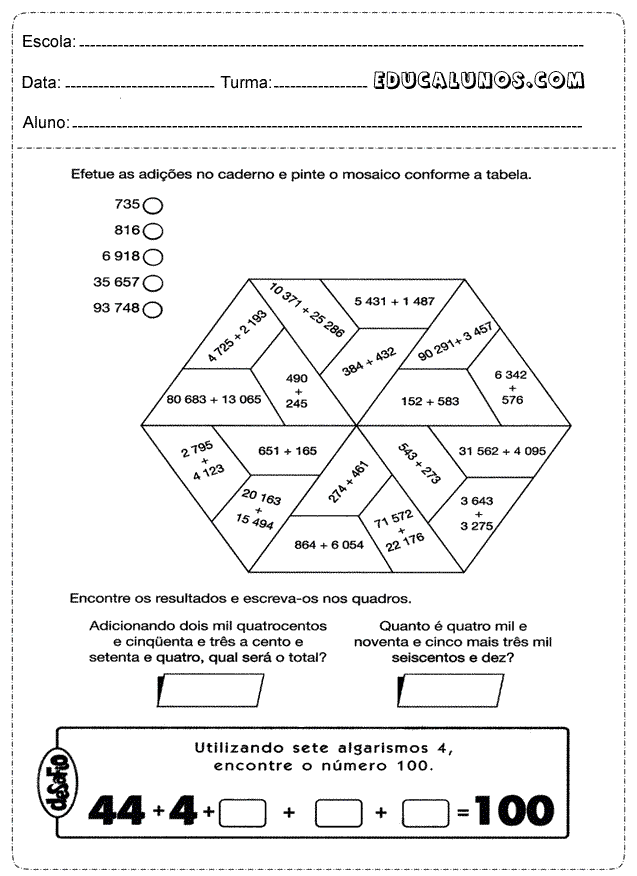 Escola:
Data: Turma: EDUCALUNOS.COM
Aluno:
Efetue as adições no caderno e pinte o mosaico conforme a tabela.
735
816
6 918
35 657
93 748
4 725 + 2 193
10 371 + 25 286
5 431 + 1 487
384 + 432
90 291 + 3 457
6 342
+
576
80 683 + 13 065
490
+
245
152 + 583
2 795
+
4 123
651 + 165
20 163
+
15 494
274 + 461
864 + 6 054
71 572
+
22 176
543 + 273
31 562 + 4 095
3 643
+
3 275
Encontre os resultados e escreva-os nos quadros.
Adicionando dois mil quatrocentos
e cinqüenta e três a cento e
setenta e quatro, qual será o total?
Quanto é quatro mil e
noventa e cinco mais três mil
seiscentos e dez?
desafio
Utilizando sete algarismos 4,
encontre o número 100.
44 + 4 + + + = 100